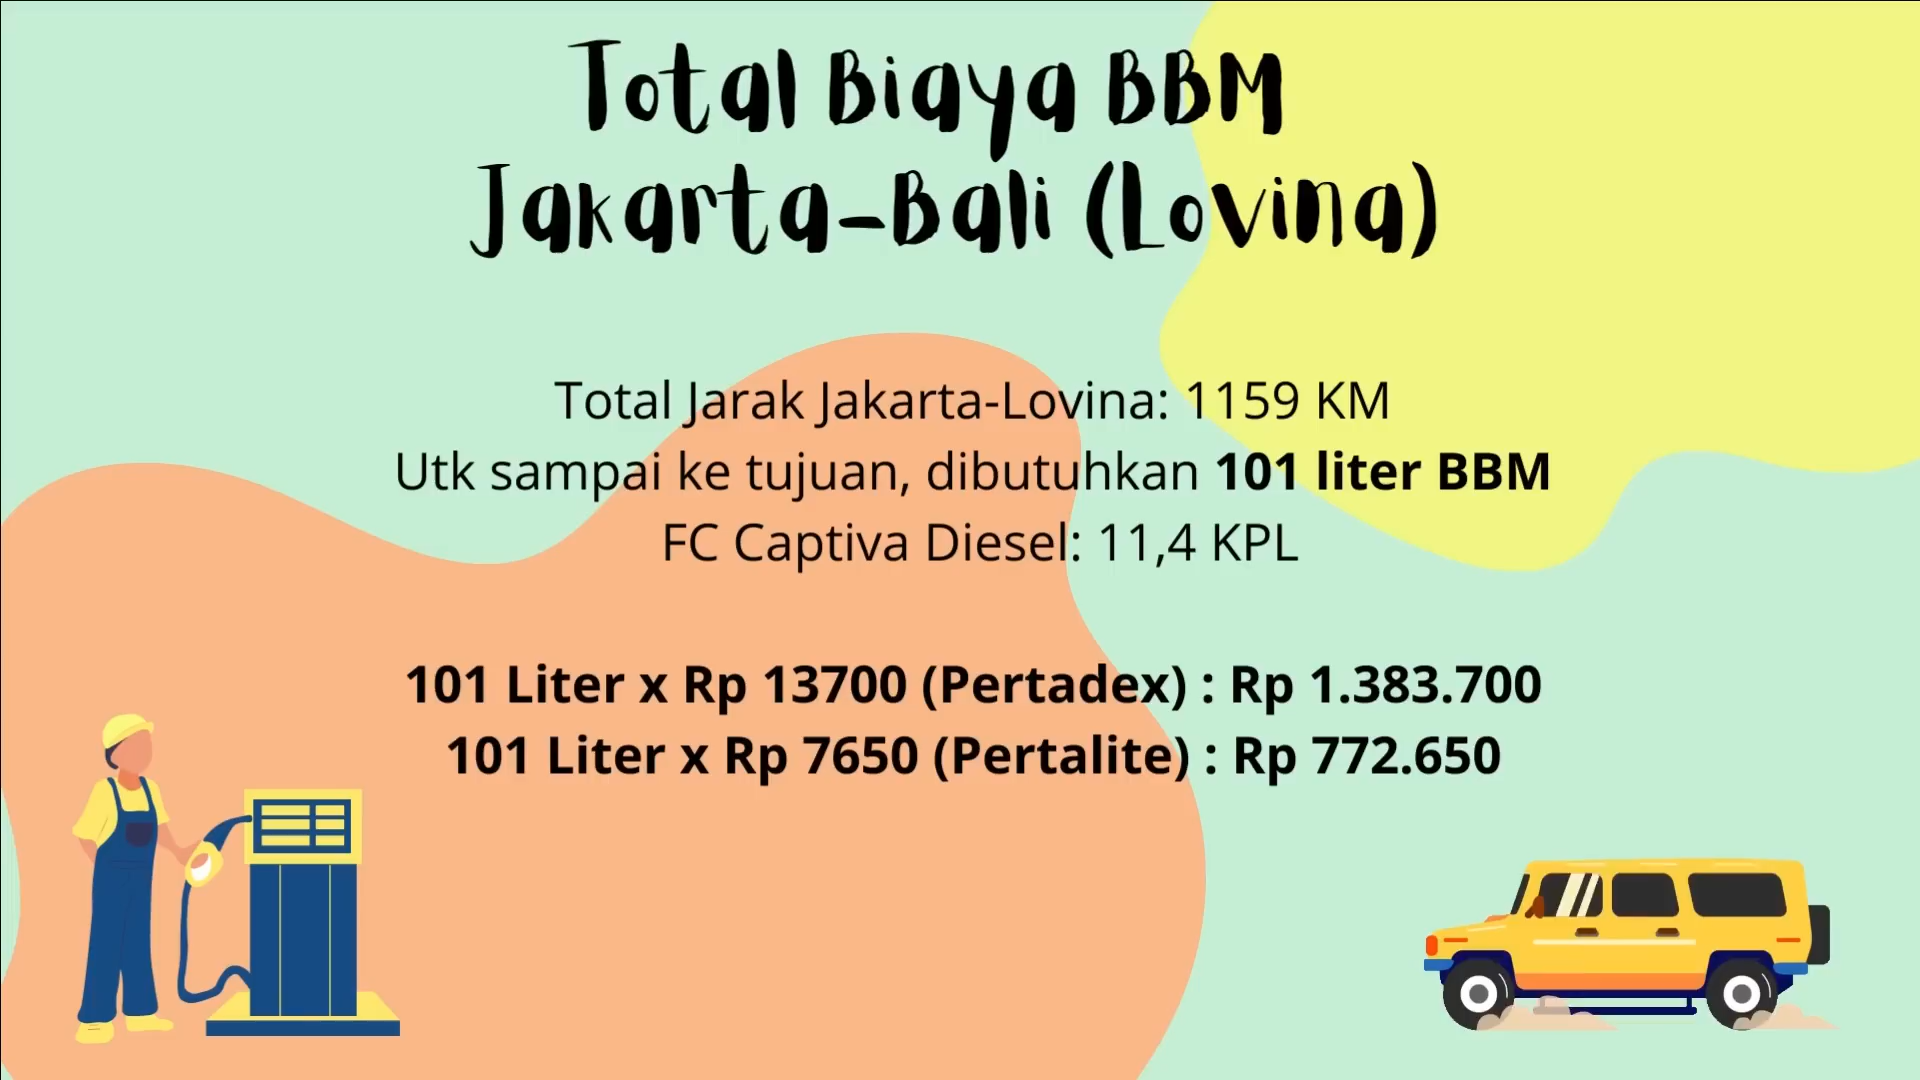 Total Biaya BBM
Jakarta-Bali (Lovina)
Total Jarak Jakarta-Lovina: 1159 KM
Utk sampai ke tujuan, dibutuhkan 101 liter BBM
FC Captiva Diesel: 11,4 KPL
101 Liter x Rp 13700 (Pertadex) : Rp 1.383.700
101 Liter x Rp 7650 (Pertalite) : Rp 772.650